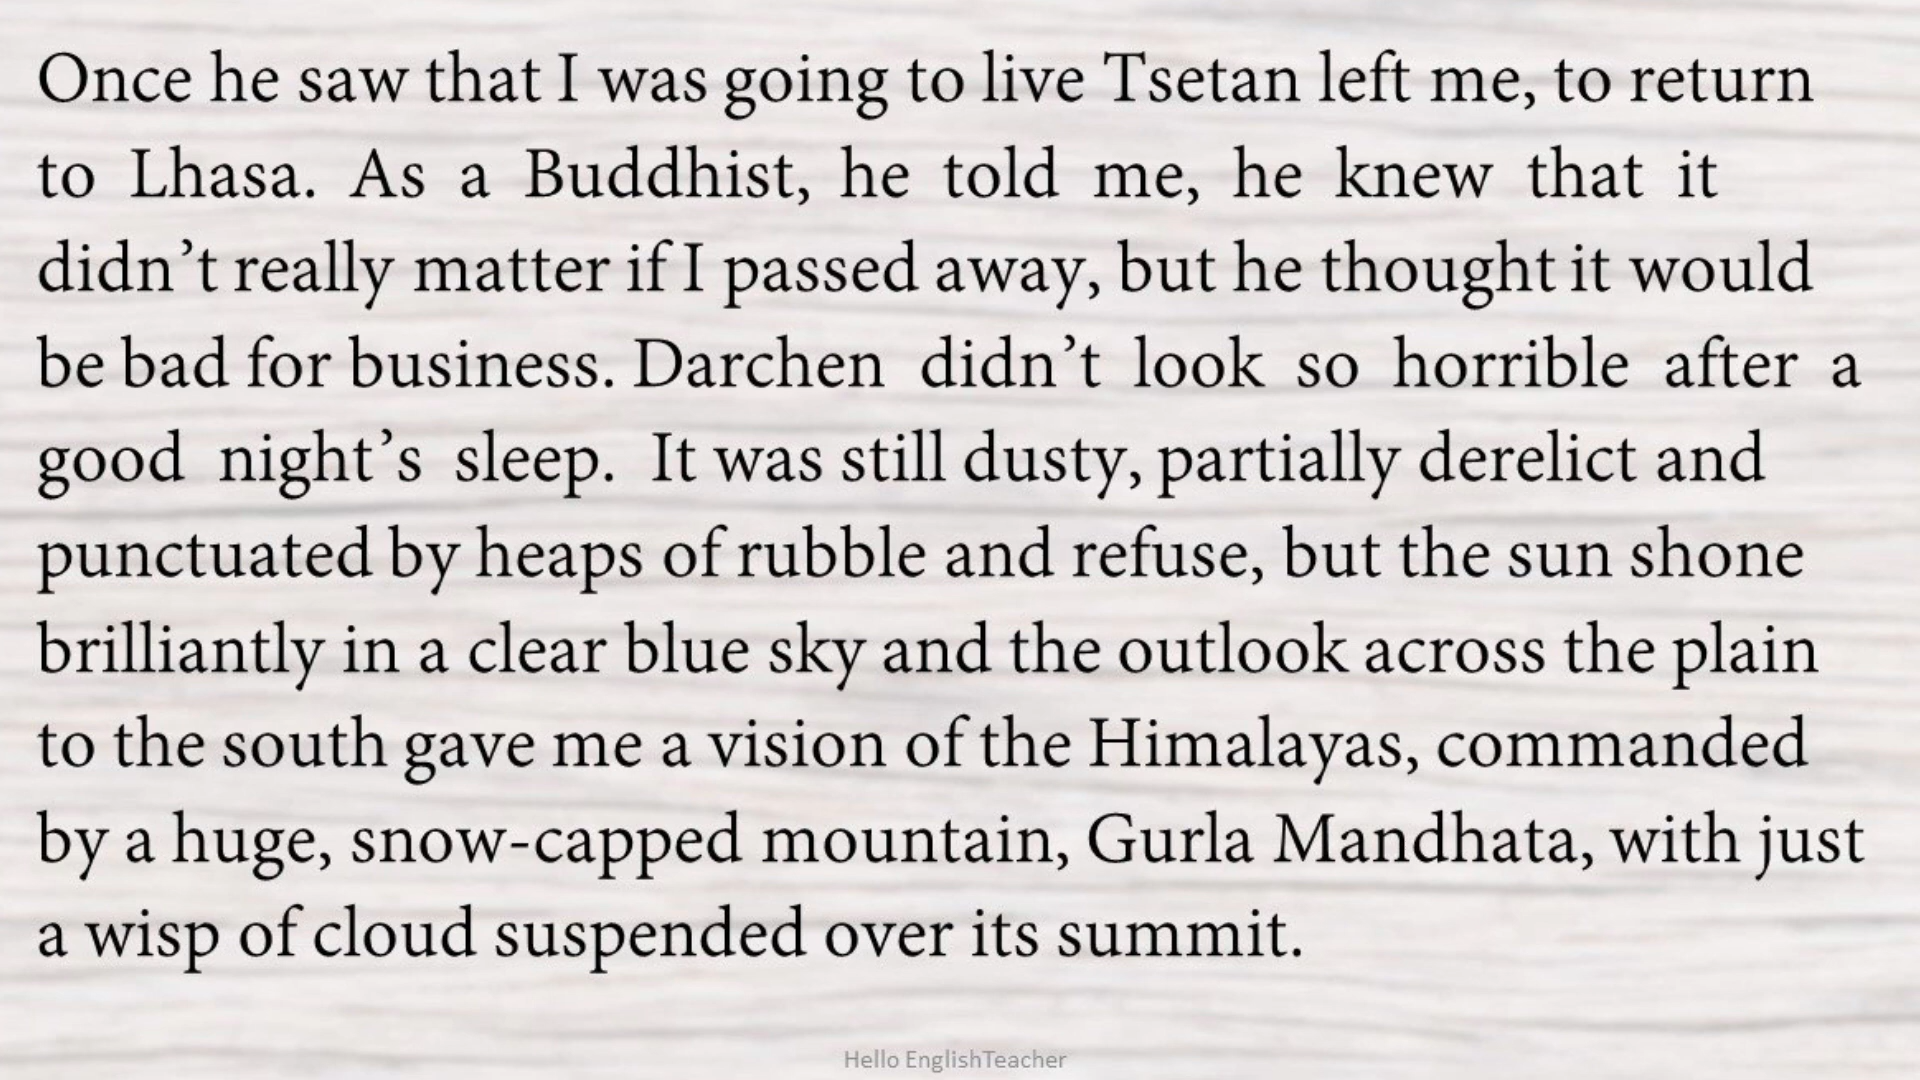 Once he saw that I was going to live Tsetan left me, to return
to Lhasa. As a Buddhist, he told me, he knew that it
didn’t really matter if I passed away, but he thought it would
be bad for business. Darchen didn’t look so horrible after a
good night’s sleep. It was still dusty, partially derelict and
punctuated by heaps of rubble and refuse, but the sun shone
brilliantly in a clear blue sky and the outlook across the plain
to the south gave me a vision of the Himalayas, commanded
by a huge, snow-capped mountain, Gurla Mandhata, with just
a wisp of cloud suspended over its summit.
Hello EnglishTeacher